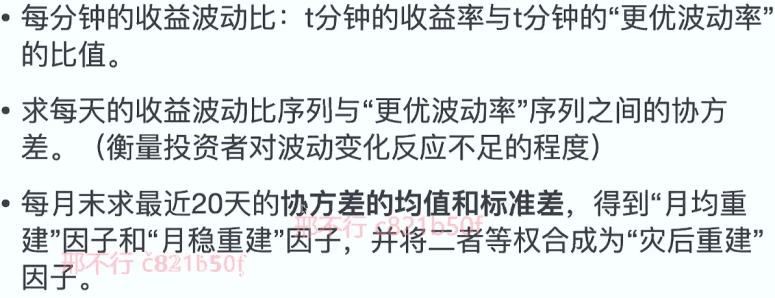 • 每分钟的收益波动比：t分钟的收益率与t分钟的“更优波动率”
的比值。
• 求每天的收益波动比序列与“更优波动率”序列之间的协方
差。（衡量投资者对波动变化反应不足的程度）
• 每月末求最近20天的协方差的均值和标准差，得到“月均重
建”因子和“月稳重建”因子，并将二者等权合成为“灾后重建”
因子。
邢不行 c821b50f
邢不行 c821b50f